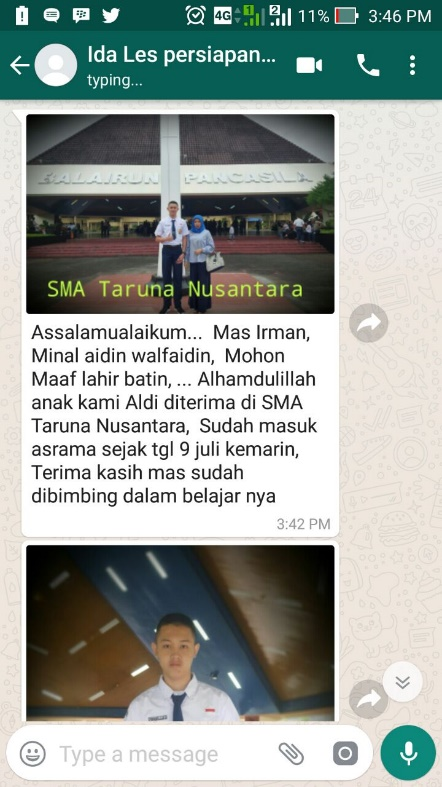 4G 1 2 11% 3:46 PM
Ida Les persiapan...
typing...
BALAIRUNG PANCASILA
SMA Taruna Nusantara
Assalamualaikum... Mas Irman,
Minal aidin walfaidin, Mohon
Maaf lahir batin, ... Alhamdulillah
anak kami Aldi diterima di SMA
Taruna Nusantara, Sudah masuk
asrama sejak tgl 9 juli kemarin,
Terima kasih mas sudah
dibimbing dalam belajar nya
3:42 PM
Type a message